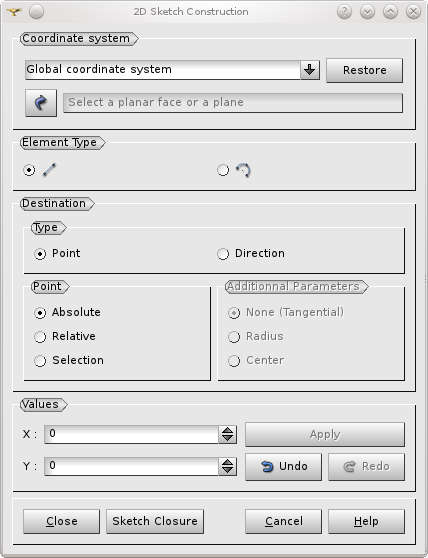 2D Sketch Construction
Coordinate system
Global coordinate system
Restore
Select a planar face or a plane
Element Type
Destination
Type
Point
Direction
Point
Additionnal Parameters
Absolute
None (Tangential)
Relative
Radius
Selection
Center
Values
X : 0
Apply
Y : 0
Undo
Redo
Close
Sketch Closure
Cancel
Help